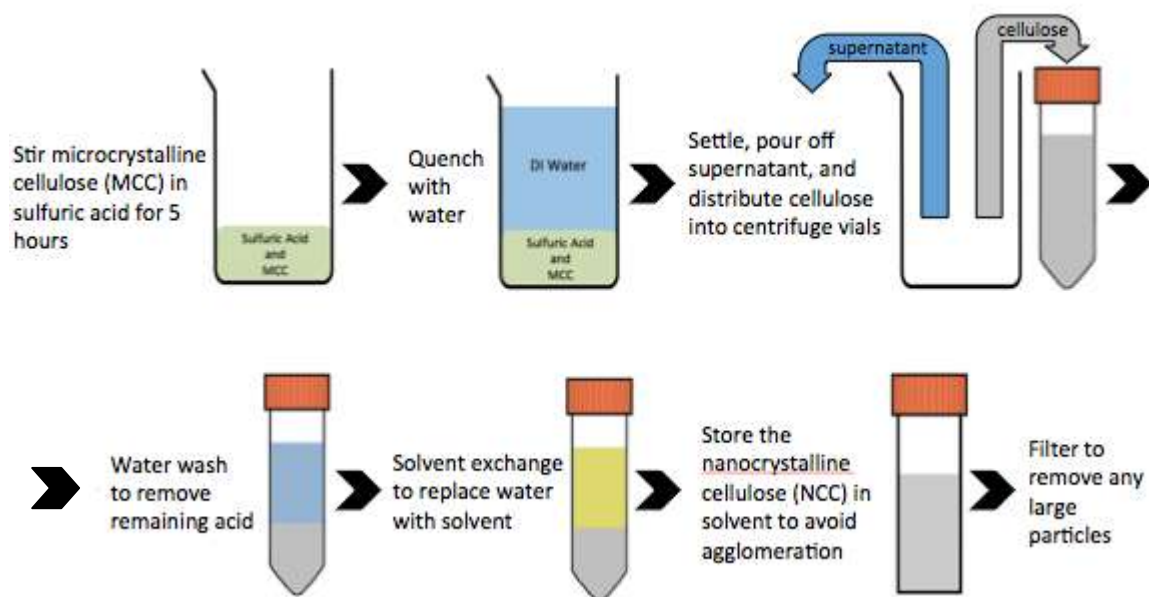 Stir microcrystalline
cellulose (MCC) in
sulfuric acid for 5
hours
Sulfuric Acid
and
MCC
Quench
with
water
DI Water
Sulfuric Acid
and
MCC
Settle, pour off
supernatant, and
distribute cellulose
into centrifuge vials
supernatant
cellulose
Water wash
to remove
remaining acid
Solvent exchange
to replace water
with solvent
Store the
nanocrystalline
cellulose (NCC) in
solvent to avoid
agglomeration
Filter to
remove any
large
particles